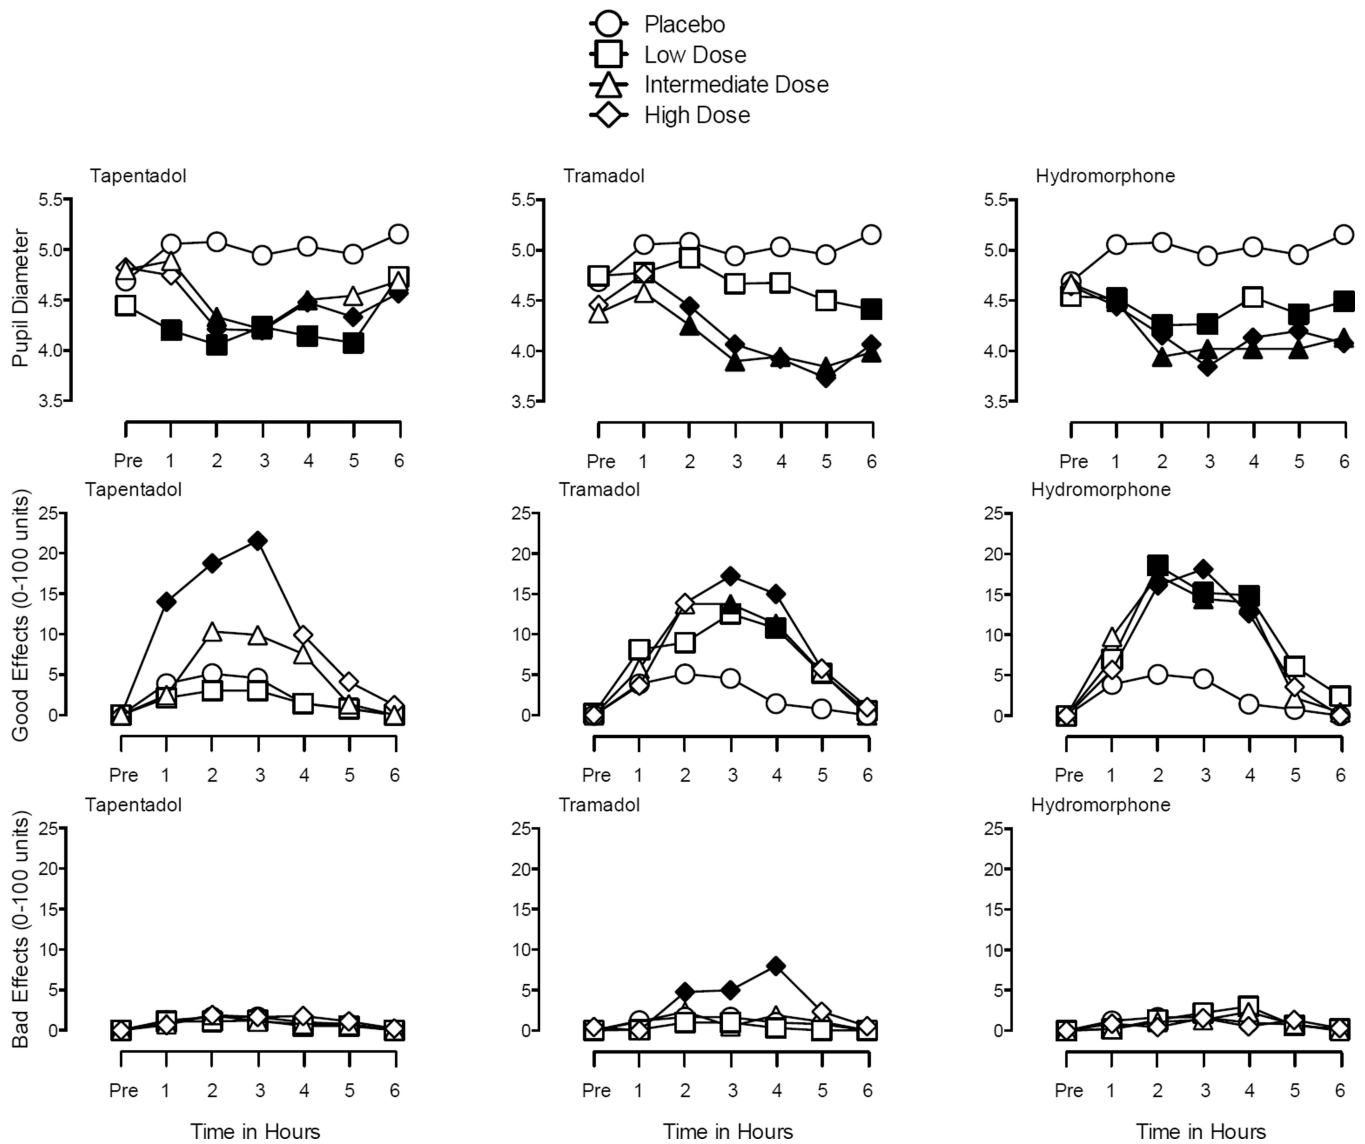 Placebo
Low Dose
Intermediate Dose
High Dose
Tapentadol
Tramadol
Hydromorphone
Pupil Diameter
5.5
5.0
4.5
4.0
3.5
5.5
5.0
4.5
4.0
3.5
5.5
5.0
4.5
4.0
3.5
Pre 1 2 3 4 5 6
Pre 1 2 3 4 5 6
Pre 1 2 3 4 5 6
Tapentadol
Tramadol
Hydromorphone
Good Effects (0-100 units)
25
20
15
10
5
0
25
20
15
10
5
0
25
20
15
10
5
0
Pre 1 2 3 4 5 6
Pre 1 2 3 4 5 6
Pre 1 2 3 4 5 6
Tapentadol
Tramadol
Hydromorphone
Bad Effects (0-100 units)
25
20
15
10
5
0
25
20
15
10
5
0
25
20
15
10
5
0
Pre 1 2 3 4 5 6
Pre 1 2 3 4 5 6
Pre 1 2 3 4 5 6
Time in Hours
Time in Hours
Time in Hours